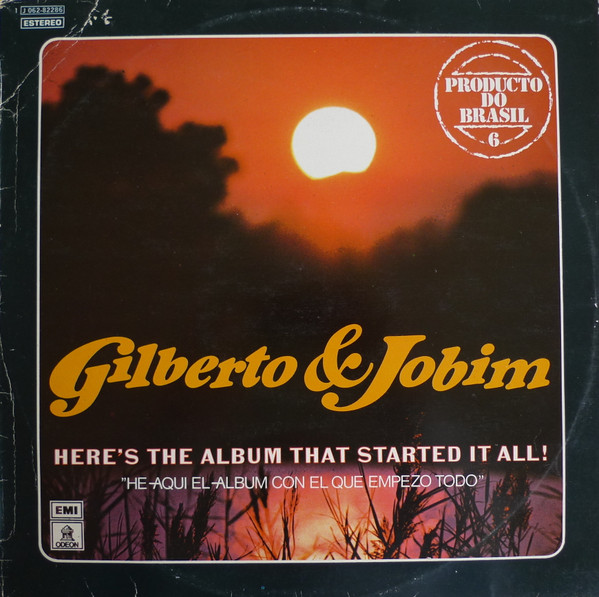 1 J 062-82286
ESTEREO
PRODUCTO
DO
BRASIL
6
Gilberto & Jobim
HERE'S THE ALBUM THAT STARTED IT ALL!
"HE-AQUI EL-ALBUM CON EL QUE EMPEZO TODO"
EMI
ODEON